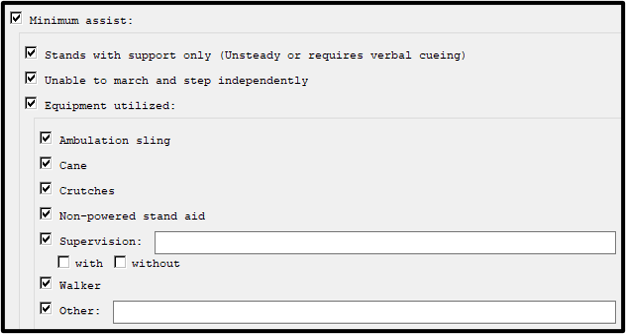 Minimum assist:
Stands with support only (Unsteady or requires verbal cueing)
Unable to march and step independently
Equipment utilized:
Ambulation sling
Cane
Crutches
Non-powered stand aid
Supervision:
with without
Walker
Other: